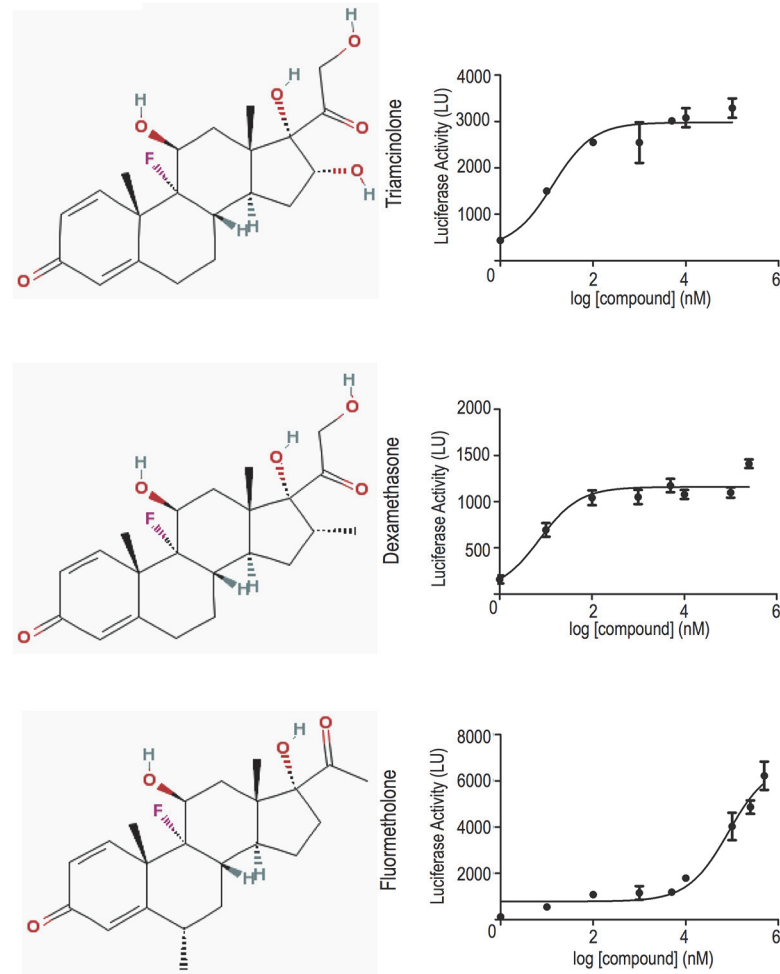 H
O
H
O
H
O
F
O
O
H
H
H
O
Triamcinolone
4000
3000
2000
1000
0
2
4
6
Luciferase Activity (LU)
log [compound] (nM)
H
O
H
O
H
O
F
O
H
H
O
Dexamethasone
2000
1500
1000
500
0
2
4
6
Luciferase Activity (LU)
log [compound] (nM)
O
H
O
H
O
F
H
H
O
Fluormetholone
8000
6000
4000
2000
0
2
4
6
Luciferase Activity (LU)
log [compound] (nM)